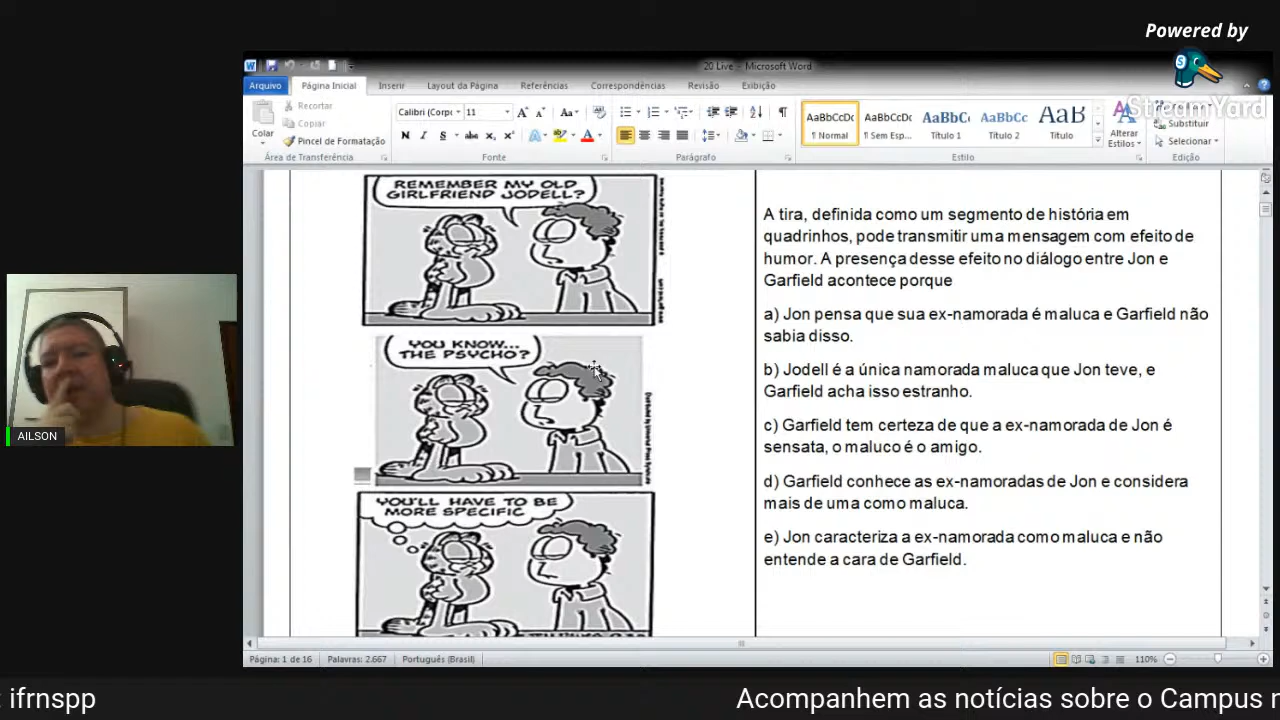 Powered by
StreamYard
20 Live - Microsoft Word
Arquivo
Página Inicial
Inserir
Layout da Página
Referências
Correspondências
Revisão
Exibição
Recortar
Copiar
Pincel de Formatação
Colar
Área de Transferência
Calibri (Corp
11
Fonte
Parágrafo
AaBbCcDc
¶ Normal
AaBbCcDc
¶ Sem Esp...
AaBbC
Título 1
AaBbCc
Título 2
AaB
Título
Alterar
Estilos
Estilo
Substituir
Selecionar
Edição
REMEMBER MY OLD
GIRLFRIEND JODELL?
YOU KNOW...
THE PSYCHO?
YOU'LL HAVE TO BE
MORE SPECIFIC
A tira, definida como um segmento de história em
quadrinhos, pode transmitir uma mensagem com efeito de
humor. A presença desse efeito no diálogo entre Jon e
Garfield acontece porque
a) Jon pensa que sua ex-namorada é maluca e Garfield não
sabia disso.
b) Jodell é a única namorada maluca que Jon teve, e
Garfield acha isso estranho.
c) Garfield tem certeza de que a ex-namorada de Jon é
sensata, o maluco é o amigo.
d) Garfield conhece as ex-namoradas de Jon e considera
mais de uma como maluca.
e) Jon caracteriza a ex-namorada como maluca e não
entende a cara de Garfield.
AILSON
Página: 1 de 16
Palavras: 2.667
Português (Brasil)
110%
: ifrnspp
Acompanhem as notícias sobre o Campus n